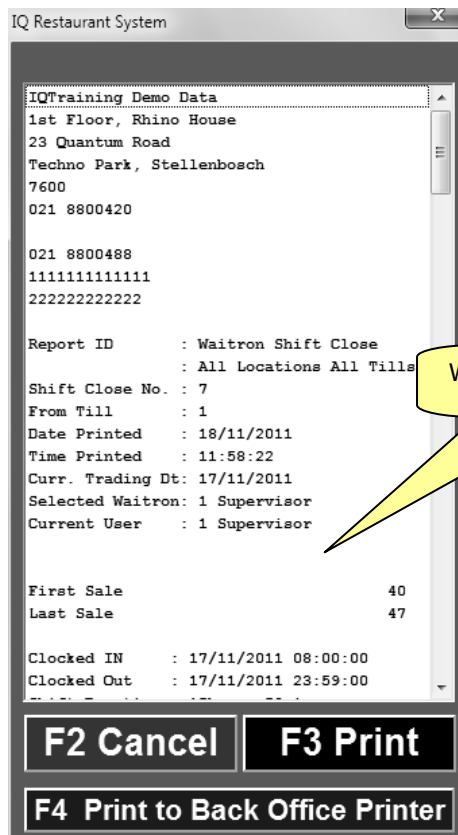 IQ Restaurant System
X
IQTraining Demo Data
1st Floor, Rhino House
23 Quantum Road
Techno Park, Stellenbosch
7600
021 8800420
021 8800488
1111111111111
222222222222
Report ID : Waitron Shift Close
: All Locations All Tills
Shift Close No. : 7
From Till : 1
Date Printed : 18/11/2011
Time Printed : 11:58:22
Curr. Trading Dt: 17/11/2011
Selected Waitron: 1 Supervisor
Current User : 1 Supervisor
First Sale 40
Last Sale 47
Clocked IN : 17/11/2011 08:00:00
Clocked Out : 17/11/2011 23:59:00
F2 Cancel F3 Print
F4 Print to Back Office Printer